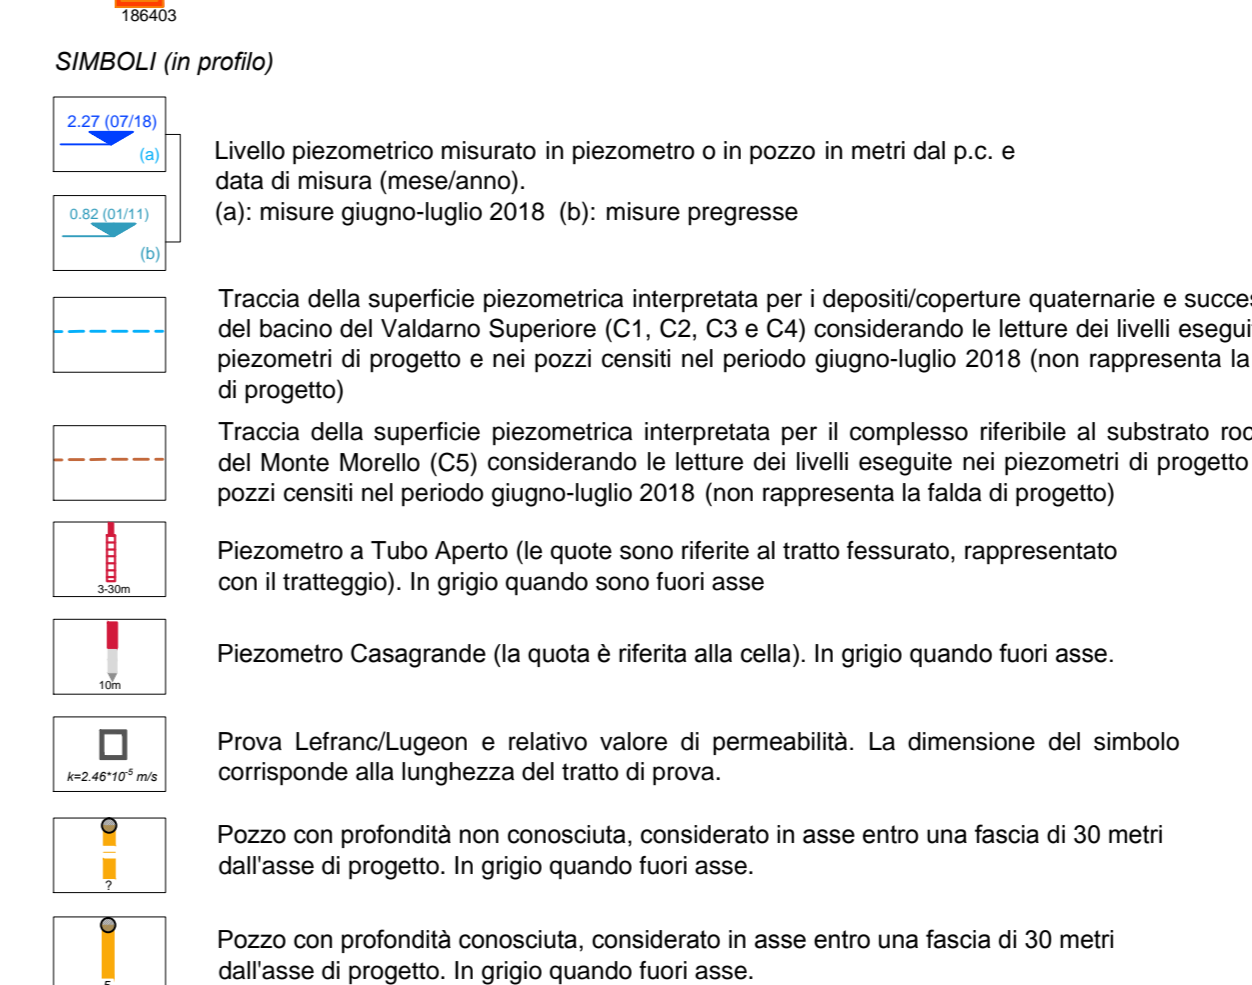 186403
SIMBOLI (in profilo)
2.27 (07/18)
(a)
0.82 (01/11)
(b)
Livello piezometrico misurato in piezometro o in pozzo in metri dal p.c. e
data di misura (mese/anno).
(a): misure giugno-luglio 2018 (b): misure pregresse
Traccia della superficie piezometrica interpretata per i depositi/coperture quaternarie e succes
del bacino del Valdarno Superiore (C1, C2, C3 e C4) considerando le letture dei livelli esegui
piezometri di progetto e nei pozzi censiti nel periodo giugno-luglio 2018 (non rappresenta la
di progetto)
Traccia della superficie piezometrica interpretata per il complesso riferibile al substrato roc
del Monte Morello (C5) considerando le letture dei livelli eseguite nei piezometri di progetto
pozzi censiti nel periodo giugno-luglio 2018 (non rappresenta la falda di progetto)
3-30m
Piezometro a Tubo Aperto (le quote sono riferite al tratto fessurato, rappresentato
con il tratteggio). In grigio quando sono fuori asse
10m
Piezometro Casagrande (la quota è riferita alla cella). In grigio quando fuori asse.
k=2.46*10⁻⁵ m/s
Prova Lefranc/Lugeon e relativo valore di permeabilità. La dimensione del simbolo
corrisponde alla lunghezza del tratto di prova.
?
Pozzo con profondità non conosciuta, considerato in asse entro una fascia di 30 metri
dall'asse di progetto. In grigio quando fuori asse.
Pozzo con profondità conosciuta, considerato in asse entro una fascia di 30 metri
dall'asse di progetto. In grigio quando fuori asse.